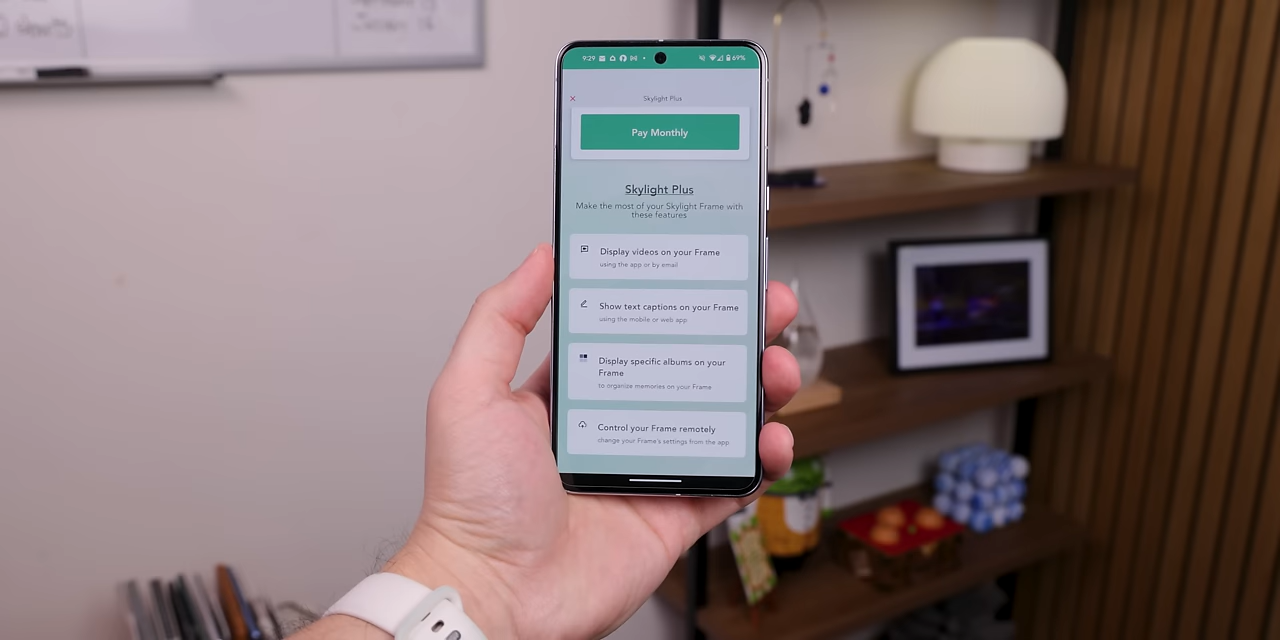 9:29
69%
Skylight Plus
Pay Monthly
Skylight Plus
Make the most of your Skylight Frame with
these features
Display videos on your Frame
using the app or by email
Show text captions on your Frame
using the mobile or web app
Display specific albums on your
Frame
to organize memories on your Frame
Control your Frame remotely
change your Frame's settings from the app